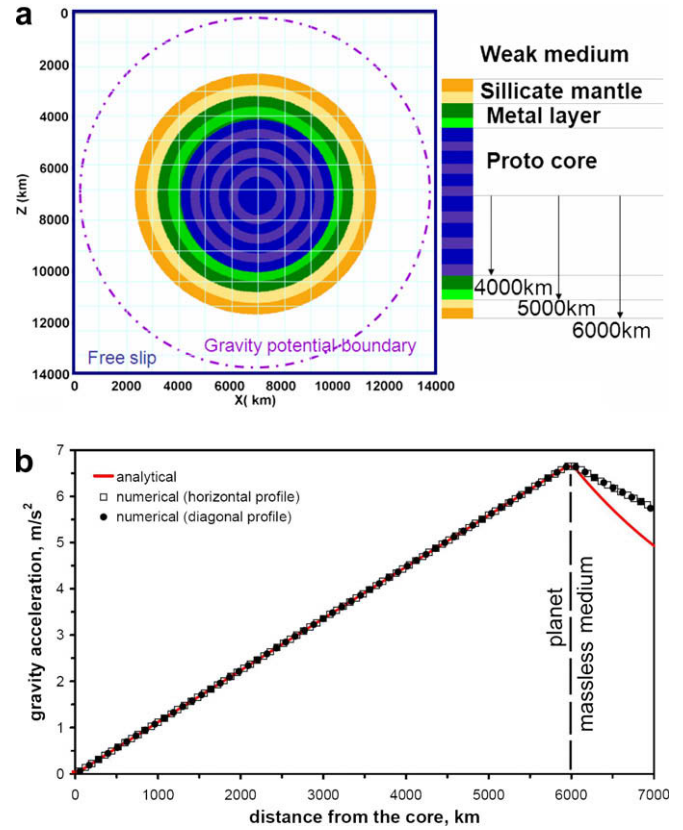 a
0
2000
4000
6000
8000
10000
12000
14000
Z (km)
Free slip
Gravity potential boundary
0 2000 4000 6000 8000 10000 12000 14000
X( km)
Weak medium
Sillicate mantle
Metal layer
Proto core
4000km
5000km
6000km
b
7
6
5
4
3
2
1
0
gravity acceleration, m/s²
analytical
numerical (horizontal profile)
numerical (diagonal profile)
planet
massless medium
0 1000 2000 3000 4000 5000 6000 7000
distance from the core, km